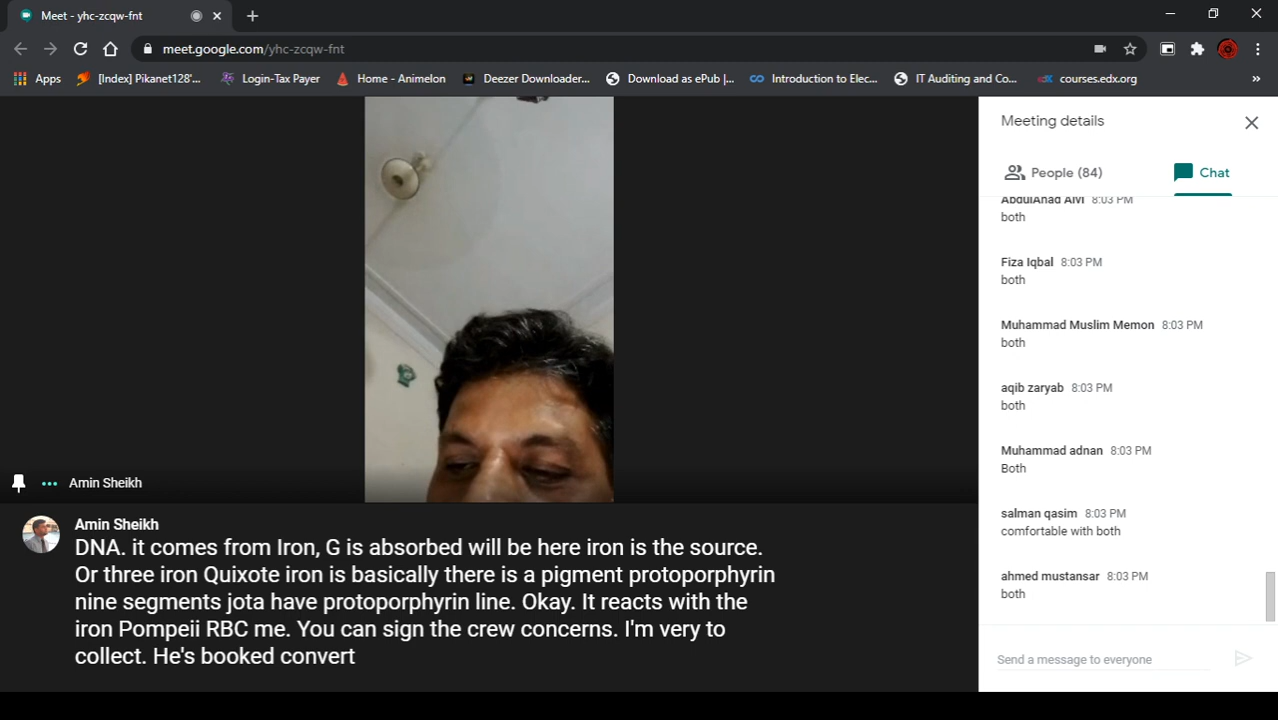 Meet - yhc-zcqw-fnt
meet.google.com/yhc-zcqw-fnt
Apps
[Index] Pikanet128'...
Login-Tax Payer
Home - Animelon
Deezer Downloader...
Download as ePub |...
Introduction to Elec...
IT Auditing and Co...
courses.edx.org
»
Amin Sheikh
Amin Sheikh
DNA. it comes from Iron, G is absorbed will be here iron is the source.
Or three iron Quixote iron is basically there is a pigment protoporphyrin
nine segments jota have protoporphyrin line. Okay. It reacts with the
iron Pompeii RBC me. You can sign the crew concerns. I'm very to
collect. He's booked convert
Meeting details
People (84)
Chat
AbdulAhad Alvi 8:03 PM
both
Fiza Iqbal 8:03 PM
both
Muhammad Muslim Memon 8:03 PM
both
aqib zaryab 8:03 PM
both
Muhammad adnan 8:03 PM
Both
salman qasim 8:03 PM
comfortable with both
ahmed mustansar 8:03 PM
both
Send a message to everyone